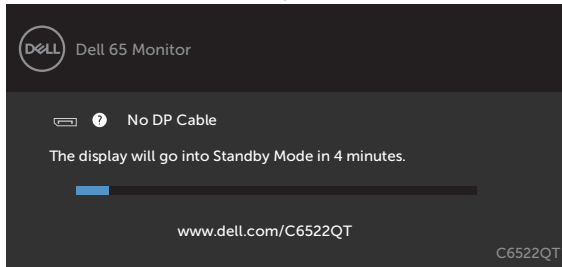 DELL
Dell 65 Monitor
? No DP Cable
The display will go into Standby Mode in 4 minutes.
www.dell.com/C6522QT
C6522QT